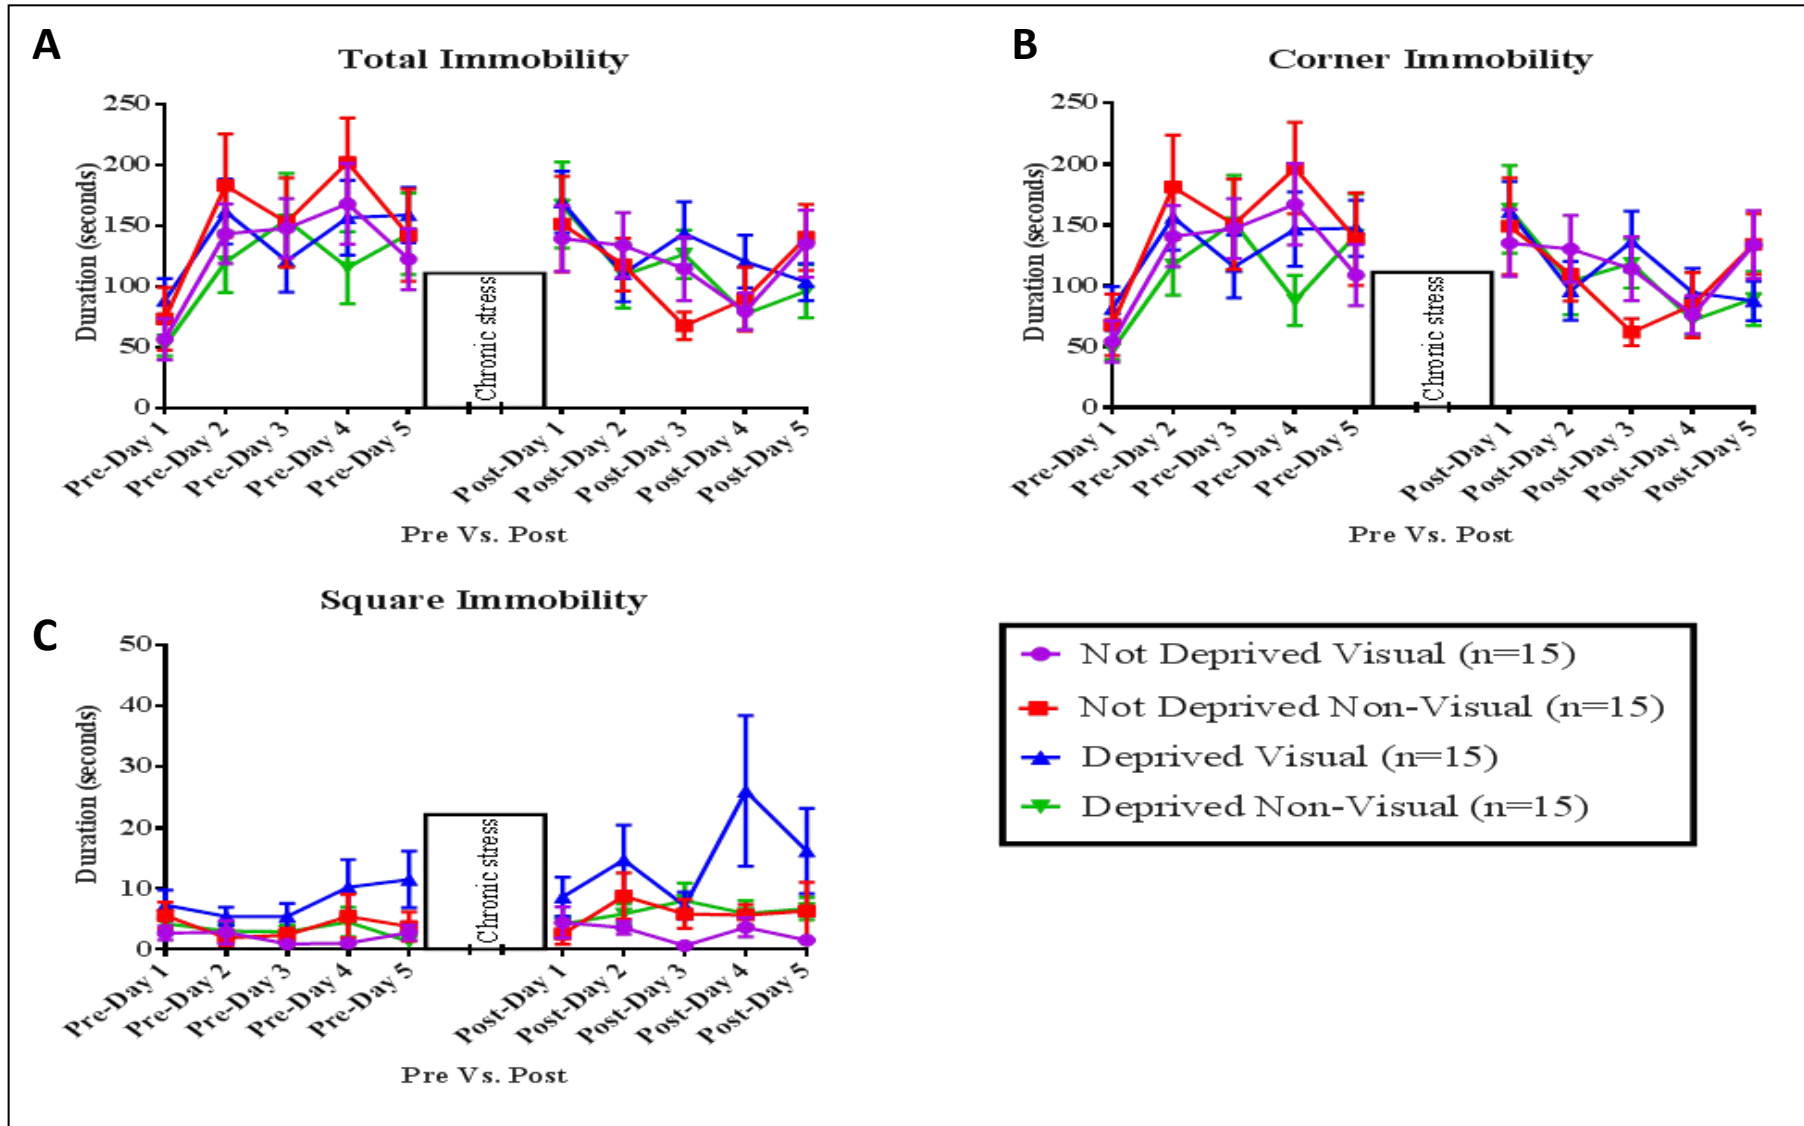 A
Total Immobility
Duration (seconds)
250
200
150
100
50
0
Chronic stress
Pre-Day 1
Pre-Day 2
Pre-Day 3
Pre-Day 4
Pre-Day 5
Post-Day 1
Post-Day 2
Post-Day 3
Post-Day 4
Post-Day 5
Pre Vs. Post
B
Corner Immobility
Duration (seconds)
250
200
150
100
50
0
Chronic stress
Pre-Day 1
Pre-Day 2
Pre-Day 3
Pre-Day 4
Pre-Day 5
Post-Day 1
Post-Day 2
Post-Day 3
Post-Day 4
Post-Day 5
Pre Vs. Post
C
Square Immobility
Duration (seconds)
50
40
30
20
10
0
Chronic stress
Pre-Day 1
Pre-Day 2
Pre-Day 3
Pre-Day 4
Pre-Day 5
Post-Day 1
Post-Day 2
Post-Day 3
Post-Day 4
Post-Day 5
Pre Vs. Post
Not Deprived Visual (n=15)
Not Deprived Non-Visual (n=15)
Deprived Visual (n=15)
Deprived Non-Visual (n=15)